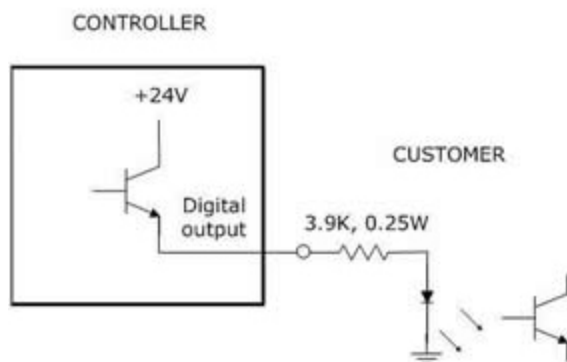 CONTROLLER
+24V
CUSTOMER
Digital
output
3.9K, 0.25W